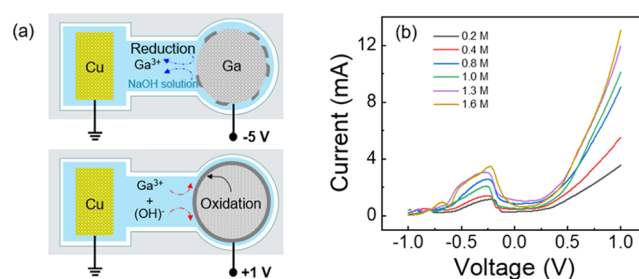 (a)
Cu
Reduction
Ga³⁺
NaOH solution
Ga
-5 V
Cu
Ga³⁺
+
(OH)⁻
Oxidation
+1 V
(b)
Current (mA)
12
8
4
0
0.2 M
0.4 M
0.8 M
1.0 M
1.3 M
1.6 M
-1.0 -0.5 0.0 0.5 1.0
Voltage (V)